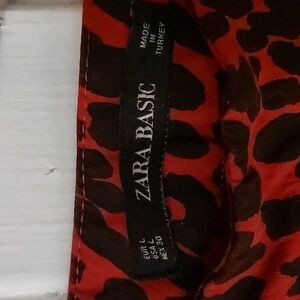 MADE
IN
TURKEY
ZARA BASIC
EUR L
USA L
MEX 30